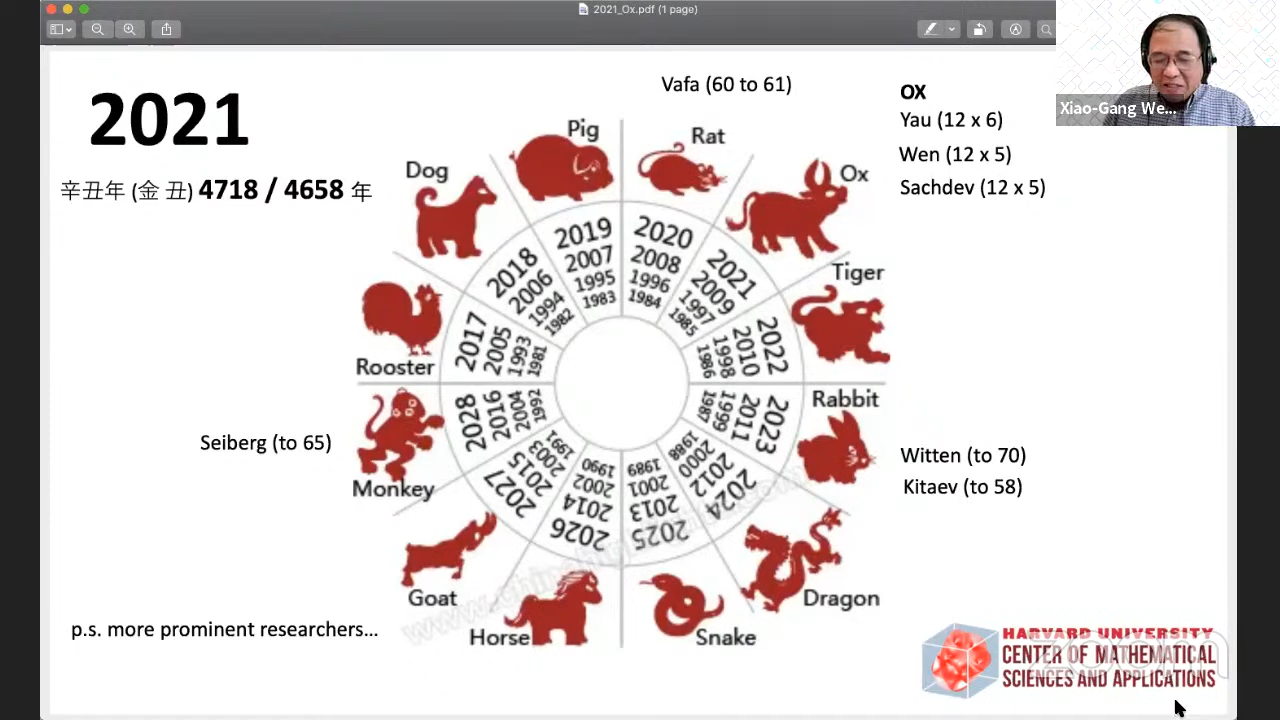 2021_Ox.pdf (1 page)
Xiao-Gang We...
2021
辛丑年 (金 丑) 4718 / 4658 年
Vafa (60 to 61)
OX
Yau (12 x 6)
Wen (12 x 5)
Sachdev (12 x 5)
Pig
2019
2007
1995
1983
Rat
2020
2008
1996
1984
Ox
2021
2009
1997
1985
Tiger
2022
2010
1998
1986
Rabbit
2023
2011
1999
1987
Dragon
2024
2012
2000
1988
Snake
2025
2013
2001
1989
Horse
2026
2014
2002
1990
Goat
2027
2015
2003
1991
Monkey
2028
2016
2004
1992
Rooster
2017
2005
1993
1981
Dog
2018
2006
1994
1982
Seiberg (to 65)
Witten (to 70)
Kitaev (to 58)
p.s. more prominent researchers...
HARVARD UNIVERSITY
CENTER OF MATHEMATICAL
SCIENCES AND APPLICATIONS
zoom